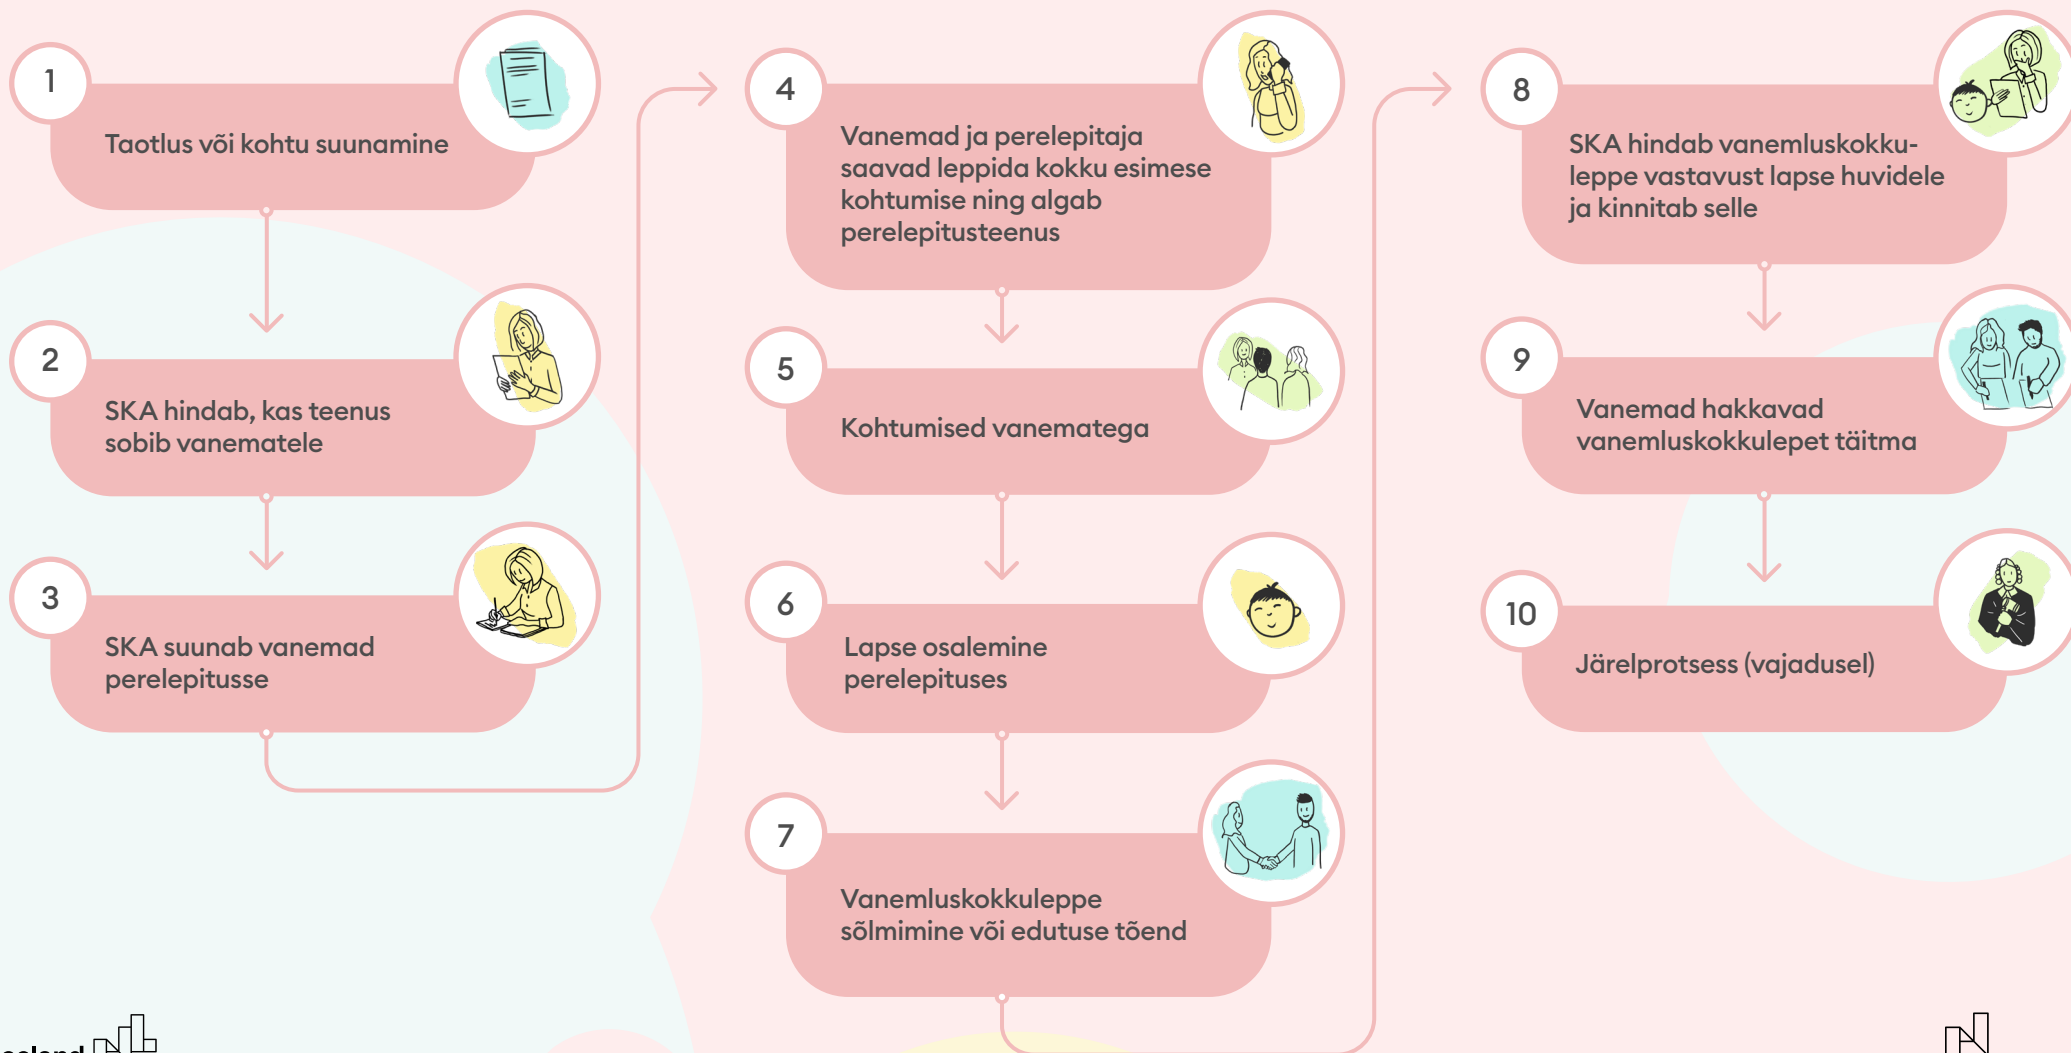 1
Taotlus või kohtu suunamine
2
SKA hindab, kas teenus
sobib vanematele
3
SKA suunab vanemad
perelepitusse
4
Vanemad ja perelepitaja
saavad leppida kokku esimese
kohtumise ning algab
perelepitusteenus
5
Kohtumised vanematega
6
Lapse osalemine
perelepituses
7
Vanemluskokkuleppe
sõlmimine või edutuse tõend
8
SKA hindab vanemluskokku-
leppe vastavust lapse huvidele
ja kinnitab selle
9
Vanemad hakkavad
vanemluskokkulepet täitma
10
Järelprotsess (vajadusel)